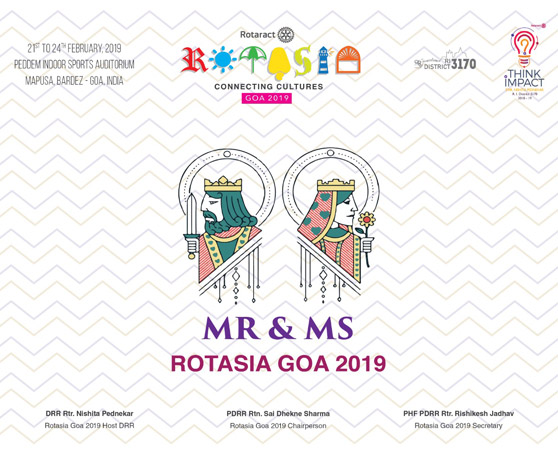 21ST TO 24TH FEBRUARY, 2019
PEDDEM INDOOR SPORTS AUDITORIUM
MAPUSA, BARDEZ - GOA, INDIA
Rotaract
ROTASIA
CONNECTING CULTURES
GOA 2019
DISTRICT 3170
THINK
IMPACT
MR & MS
ROTASIA GOA 2019
DRR Rtr. Nishita Pednekar
Rotasia Goa 2019 Host DRR
PDRR Rtn. Sai Dhekne Sharma
Rotasia Goa 2019 Chairperson
PHF PDRR Rtr. Rishikesh Jadhav
Rotasia Goa 2019 Secretary